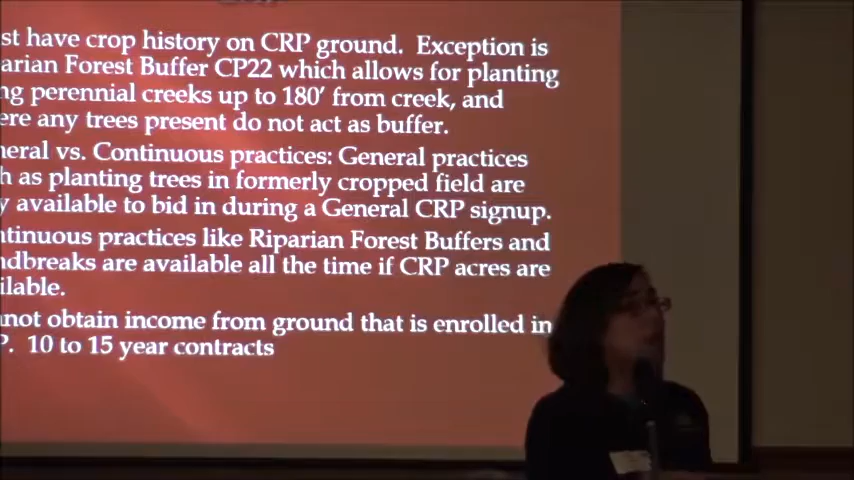 st have crop history on CRP ground. Exception is
arian Forest Buffer CP22 which allows for planting
ng perennial creeks up to 180' from creek, and
ere any trees present do not act as buffer.
neral vs. Continuous practices: General practices
h as planting trees in formerly cropped field are
y available to bid in during a General CRP signup.
ntinuous practices like Riparian Forest Buffers and
ndbreaks are available all the time if CRP acres are
ilable.
nnot obtain income from ground that is enrolled in
P. 10 to 15 year contracts